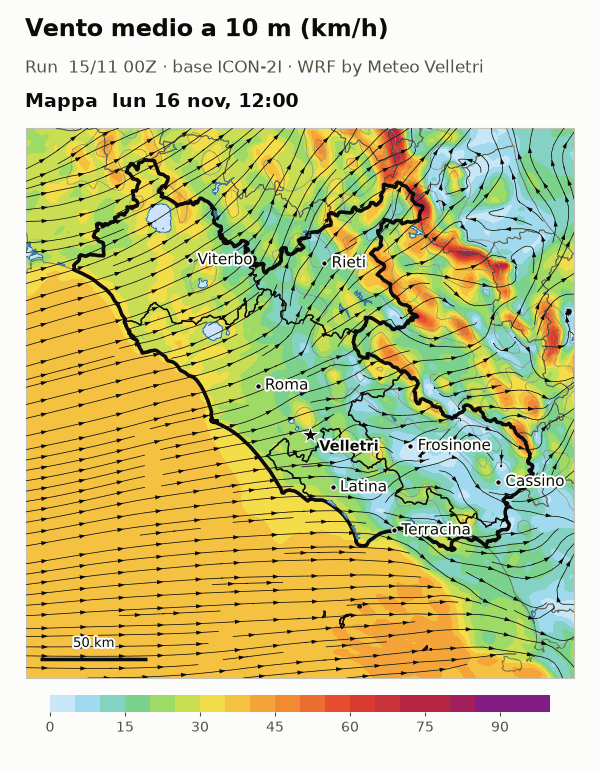 Vento medio a 10 m (km/h)
Run  15/11 00Z · base ICON-2I · WRF by Meteo Velletri
Mappa  lun 16 nov, 12:00
Viterbo
Rieti
Roma
Velletri
Frosinone
Cassino
Latina
Terracina
50 km
0 15 30 45 60 75 90